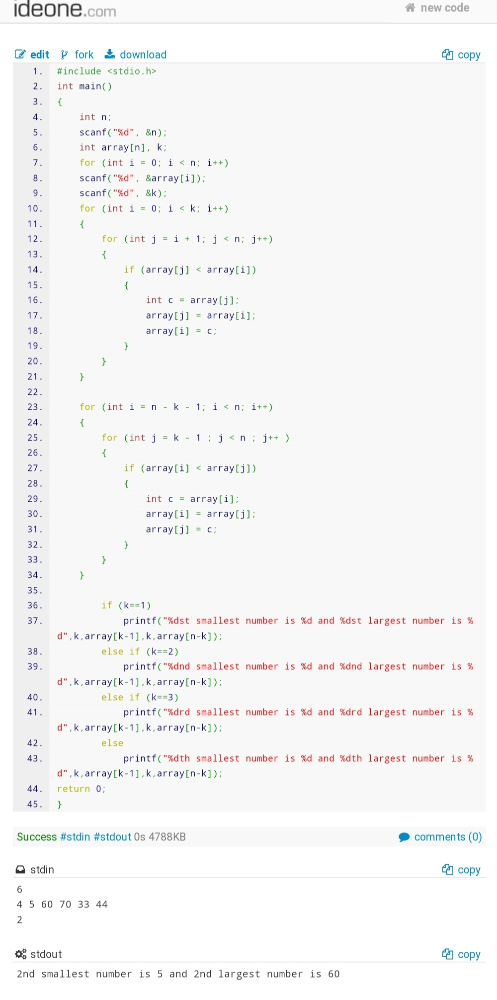 ideone.com new code
edit fork download copy
1. #include <stdio.h>
2. int main()
3. {
4.     int n;
5.     scanf("%d", &n);
6.     int array[n], k;
7.     for (int i = 0; i < n; i++)
8.     scanf("%d", &array[i]);
9.     scanf("%d", &k);
10.     for (int i = 0; i < k; i++)
11.     {
12.         for (int j = i + 1; j < n; j++)
13.         {
14.             if (array[j] < array[i])
15.             {
16.                 int c = array[j];
17.                 array[j] = array[i];
18.                 array[i] = c;
19.             }
20.         }
21.     }
22.
23.     for (int i = n - k - 1; i < n; i++)
24.     {
25.         for (int j = k - 1 ; j < n ; j++ )
26.         {
27.             if (array[i] < array[j])
28.             {
29.                 int c = array[i];
30.                 array[i] = array[j];
31.                 array[j] = c;
32.             }
33.         }
34.     }
35.
36.         if (k==1)
37.             printf("%dst smallest number is %d and %dst largest number is %
d",k,array[k-1],k,array[n-k]);
38.         else if (k==2)
39.             printf("%dnd smallest number is %d and %dnd largest number is %
d",k,array[k-1],k,array[n-k]);
40.         else if (k==3)
41.             printf("%drd smallest number is %d and %drd largest number is %
d",k,array[k-1],k,array[n-k]);
42.         else
43.             printf("%dth smallest number is %d and %dth largest number is %
d",k,array[k-1],k,array[n-k]);
44. return 0;
45. }
Success #stdin #stdout 0s 4788KB comments (0)
stdin copy
6
4 5 60 70 33 44
2
stdout copy
2nd smallest number is 5 and 2nd largest number is 60